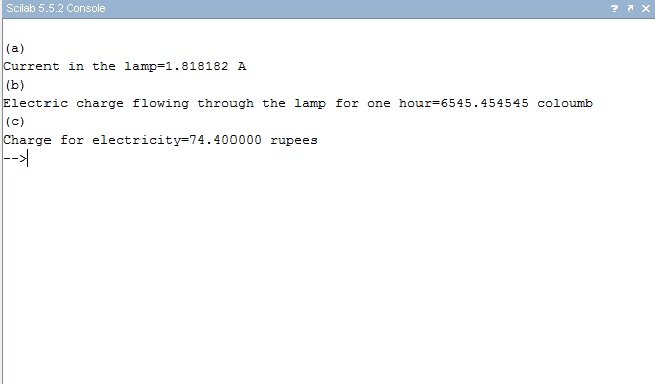 Scilab 5.5.2 Console
(a)
Current in the lamp=1.818182 A
(b)
Electric charge flowing through the lamp for one hour=6545.454545 coloumb
(c)
Charge for electricity=74.400000 rupees
-->